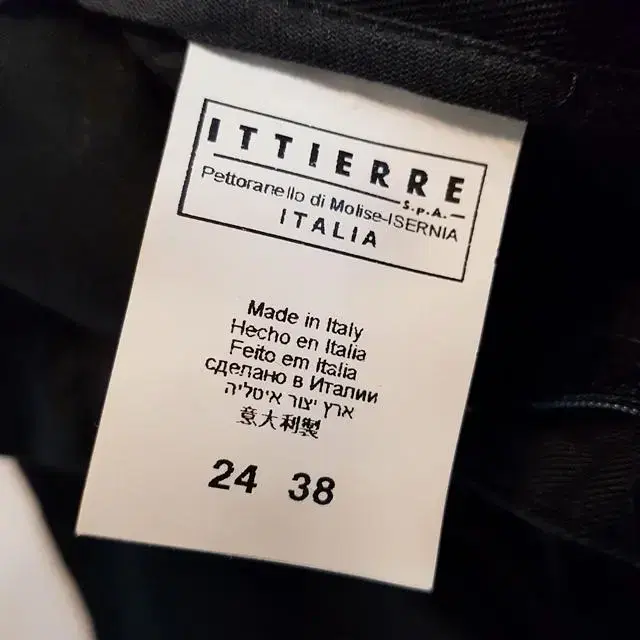 ITTIERRE
S.p.A.
Pettoranello di Molise-ISERNIA
ITALIA
Made in Italy
Hecho en Italia
Feito em Italia
сделано в Италии
ארץ יצור איטליה
意大利製
24 38